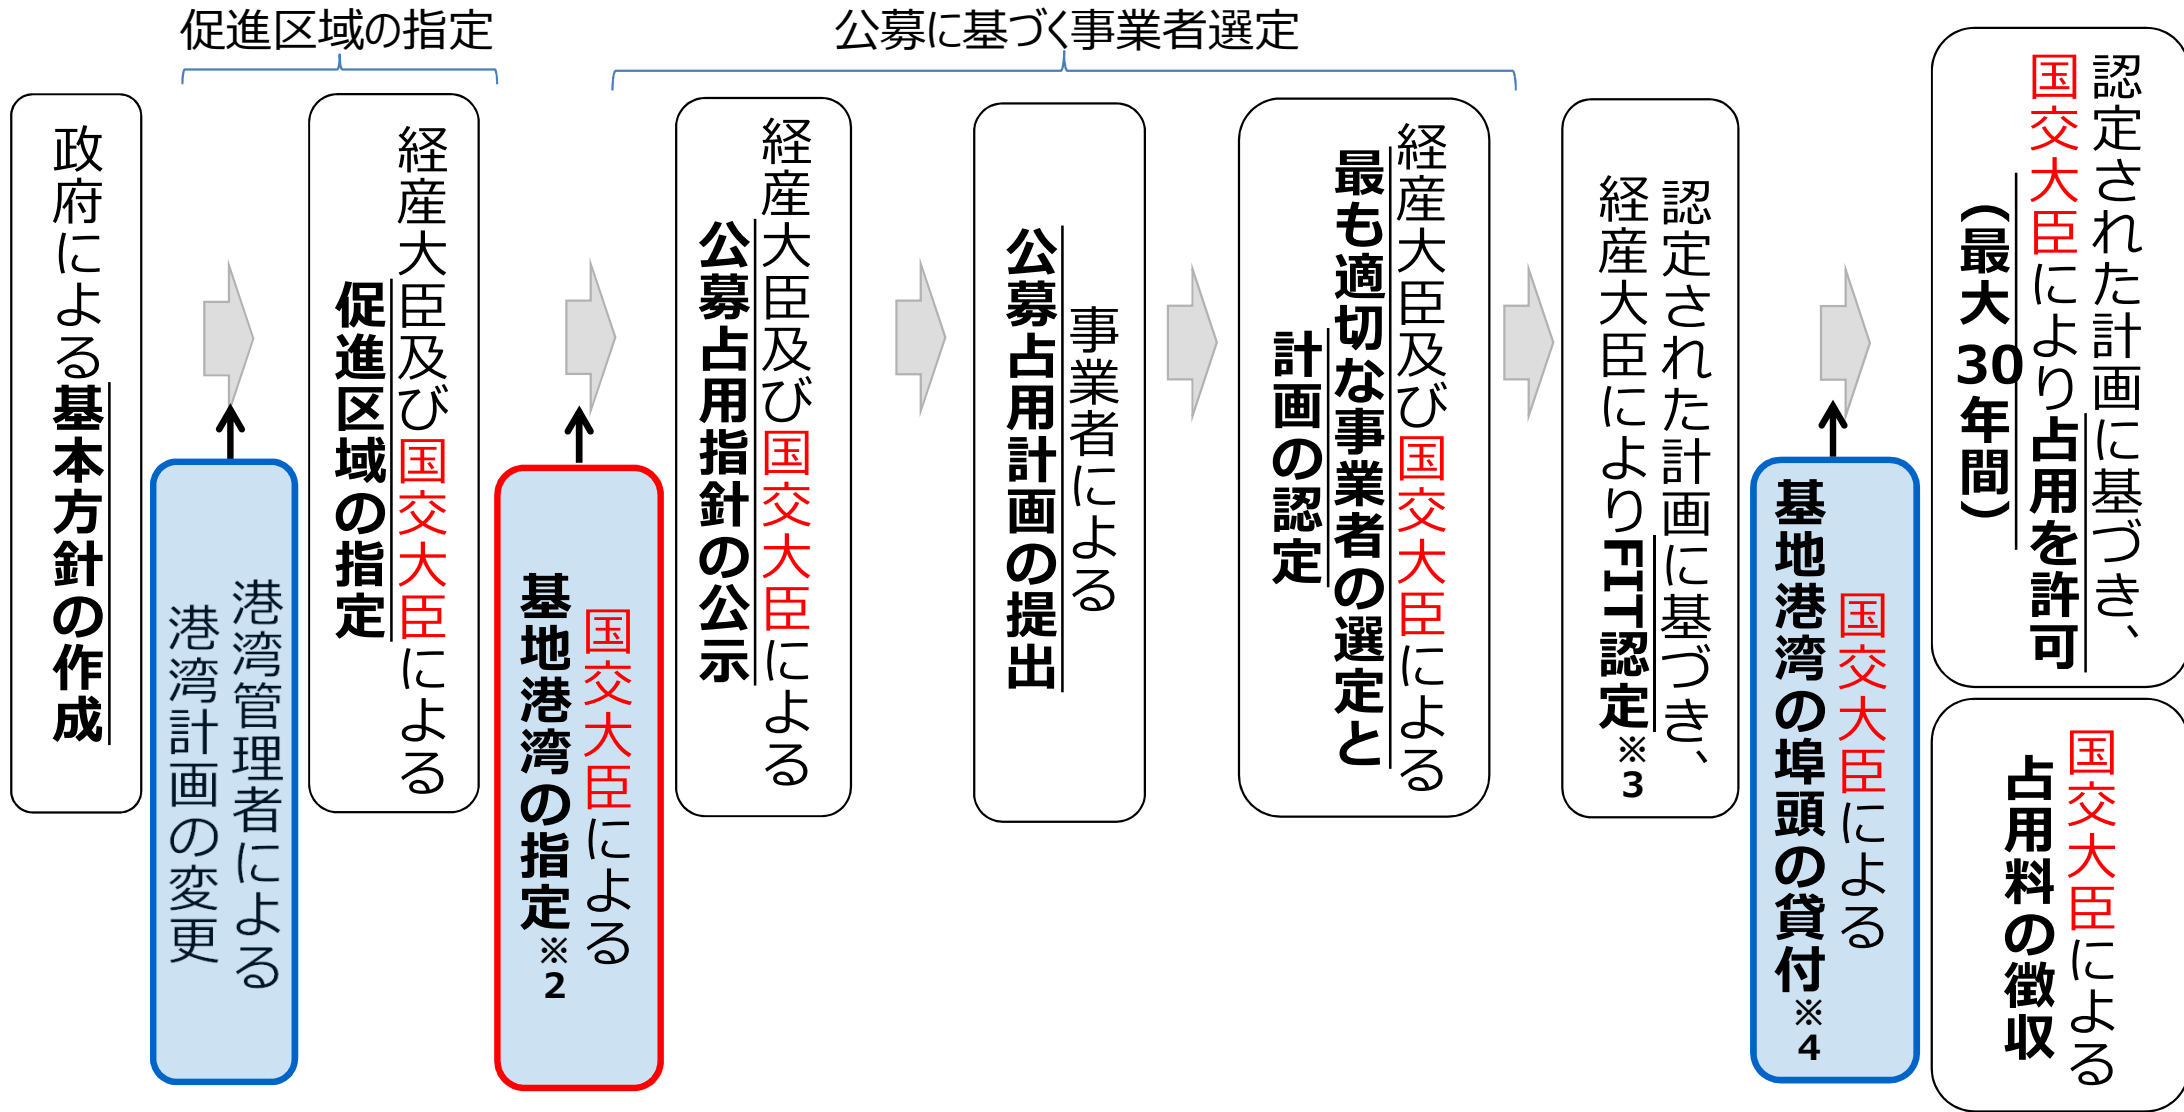 促進区域の指定
公募に基づく事業者選定
政府による基本方針の作成
港湾管理者による
港湾計画の変更
経産大臣及び国交大臣による
促進区域の指定
国交大臣による
基地港湾の指定※2
経産大臣及び国交大臣による
公募占用指針の公示
事業者による
公募占用計画の提出
経産大臣及び国交大臣による
最も適切な事業者の選定と
計画の認定
認定された計画に基づき、
経産大臣によりFIT認定※3
国交大臣による
基地港湾の埠頭の貸付※4
認定された計画に基づき、
国交大臣により占用を許可
（最大30年間）
国交大臣による
占用料の徴収